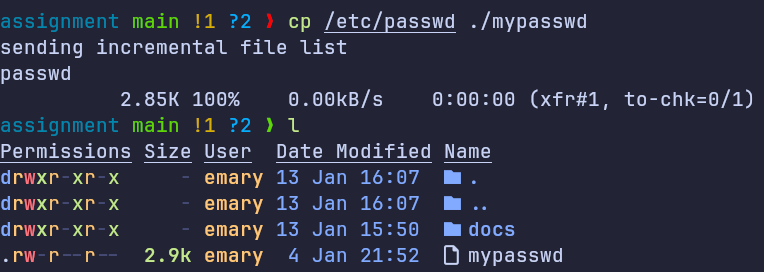 assignment main !1 ?2 ❯ cp /etc/passwd ./mypasswd
sending incremental file list
passwd
2.85K 100% 0.00kB/s 0:00:00 (xfr#1, to-chk=0/1)
assignment main !1 ?2 ❯ l
Permissions Size User Date Modified Name
drwxr-xr-x - emary 13 Jan 16:07 .
drwxr-xr-x - emary 13 Jan 16:07 ..
drwxr-xr-x - emary 13 Jan 15:50 docs
.rw-r--r-- 2.9k emary 4 Jan 21:52 mypasswd